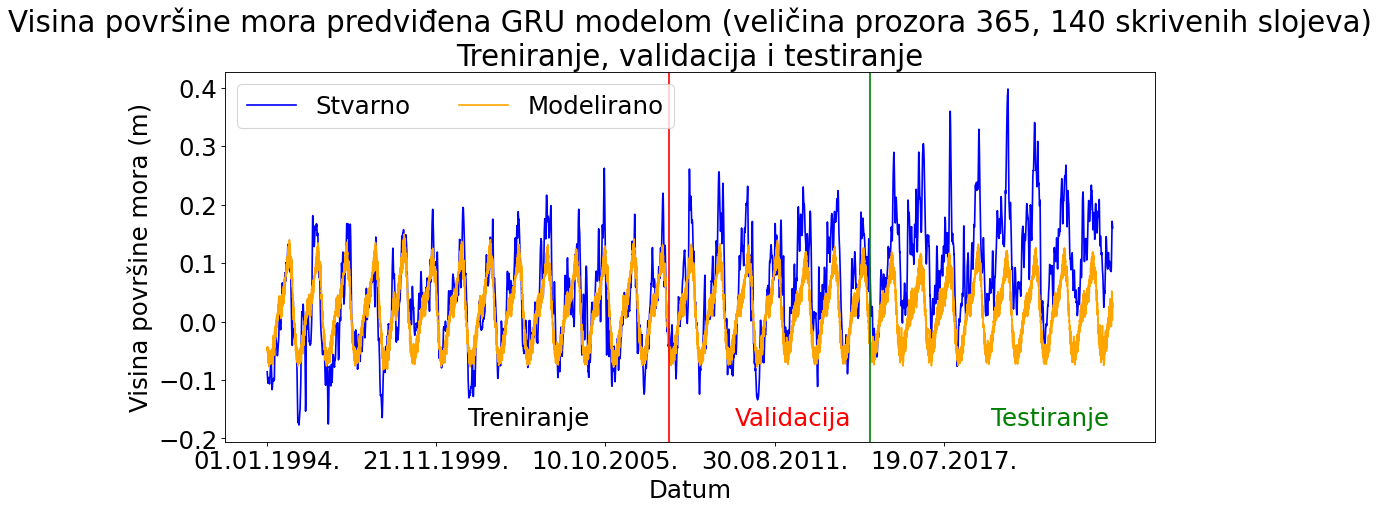 Visina površine mora predviđena GRU modelom (veličina prozora 365, 140 skrivenih slojeva)
Treniranje, validacija i testiranje
Stvarno
Modelirano
Visina površine mora (m)
0.4
0.3
0.2
0.1
0.0
−0.1
−0.2
Treniranje
Validacija
Testiranje
01.01.1994.
21.11.1999.
10.10.2005.
30.08.2011.
19.07.2017.
Datum